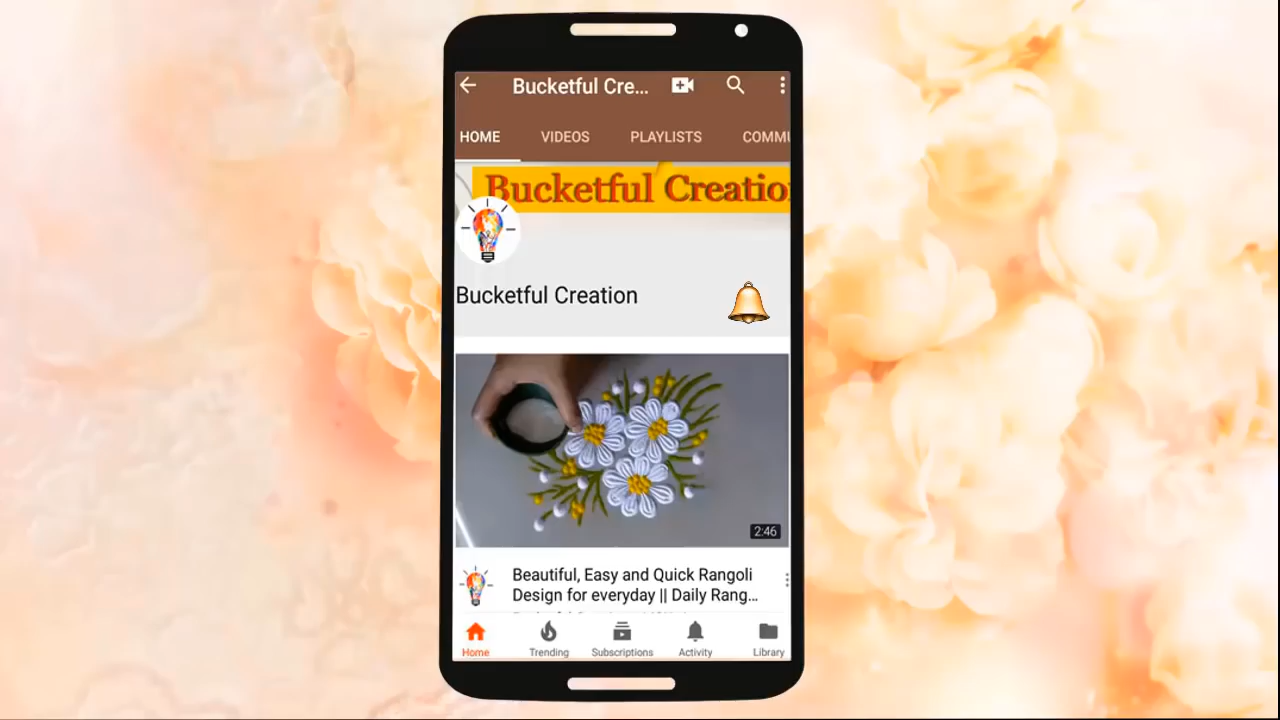 Bucketful Cre...
HOME VIDEOS PLAYLISTS COMMU
Bucketful Creation
Bucketful Creation
2:46
Beautiful, Easy and Quick Rangoli
Design for everyday || Daily Rang...
Home Trending Subscriptions Activity Library